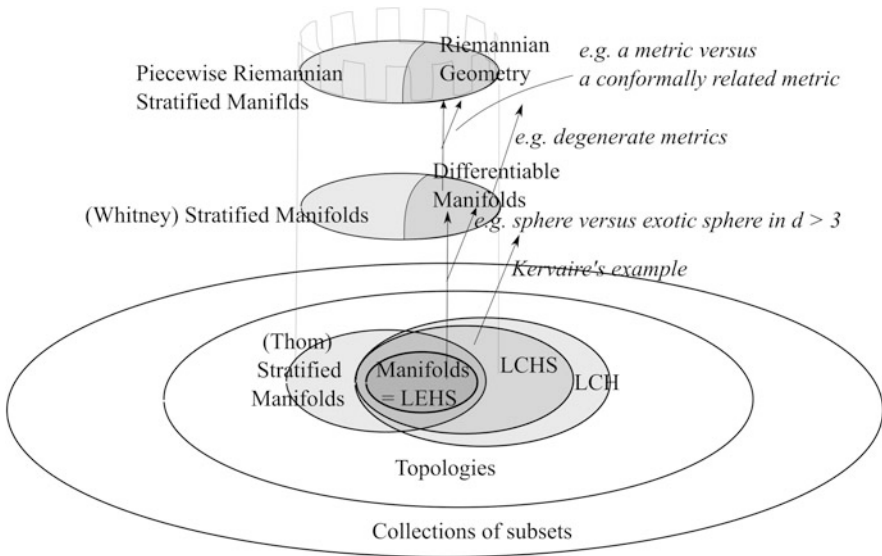 Riemannian
Geometry
e.g. a metric versus
a conformally related metric
Piecewise Riemannian
Stratified Maniflds
e.g. degenerate metrics
Differentiable
Manifolds
(Whitney) Stratified Manifolds
e.g. sphere versus exotic sphere in d > 3
Kervaire's example
(Thom)
Stratified
Manifolds
Manifolds
= LEHS
LCHS
LCH
Topologies
Collections of subsets